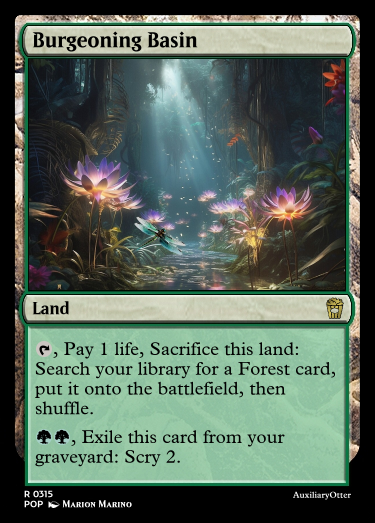 Burgeoning Basin
Land
, Pay 1 life, Sacrifice this land:
Search your library for a Forest card,
put it onto the battlefield, then
shuffle.
, Exile this card from your
graveyard: Scry 2.
R 0315
POP Marion Marino
AuxiliaryOtter